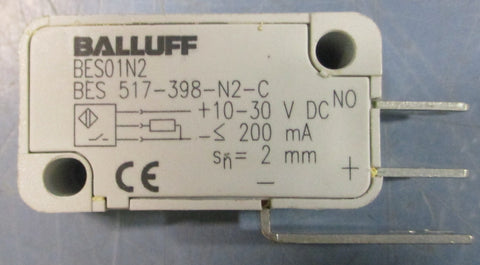 BALLUFF
BES01N2
BES 517-398-N2-C
+10-30 V DC NO
-≤ 200 mA
sn= 2 mm
CE - +